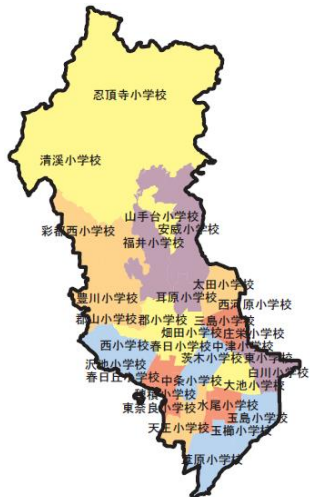 忍頂寺小学校
清溪小学校
山手台小学校
安威小学校
彩都西小学校
福井小学校
太田小学校
豊川小学校
耳原小学校
西河原小学校
郡山小学校
郡小学校
三島小学校
畑田小学校
庄栄小学校
西小学校
春日小学校
中津小学校
沢池小学校
茨木小学校
東小学校
白川小学校
春日丘小学校
中条小学校
大池小学校
穂積小学校
東奈良小学校
水尾小学校
玉島小学校
天王小学校
玉櫛小学校
葦原小学校